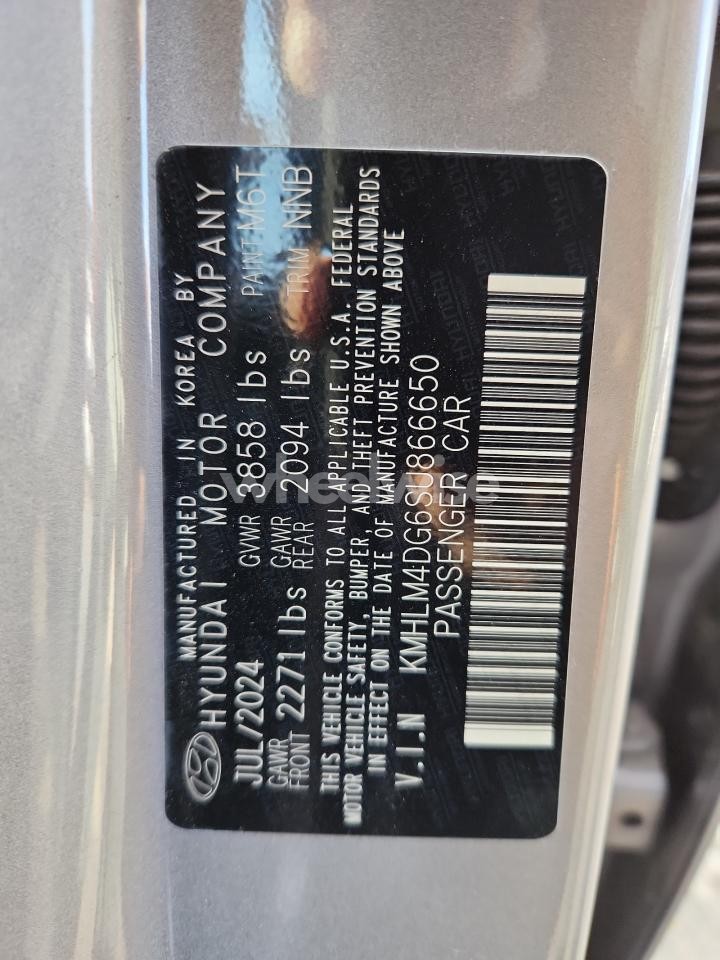 MANUFACTURED IN KOREA BY
HYUNDAI MOTOR COMPANY
JUL/2024 GVWR 3858 lbs PAINT M6T
GAWR FRONT 2271 lbs GAWR REAR 2094 lbs TRIM NNB
THIS VEHICLE CONFORMS TO ALL APPLICABLE U.S.A. FEDERAL
MOTOR VEHICLE SAFETY, BUMPER, AND THEFT PREVENTION STANDARDS
IN EFFECT ON THE DATE OF MANUFACTURE SHOWN ABOVE
V.I.N KMHLM4DG6SU866650
PASSENGER CAR
wheelwise